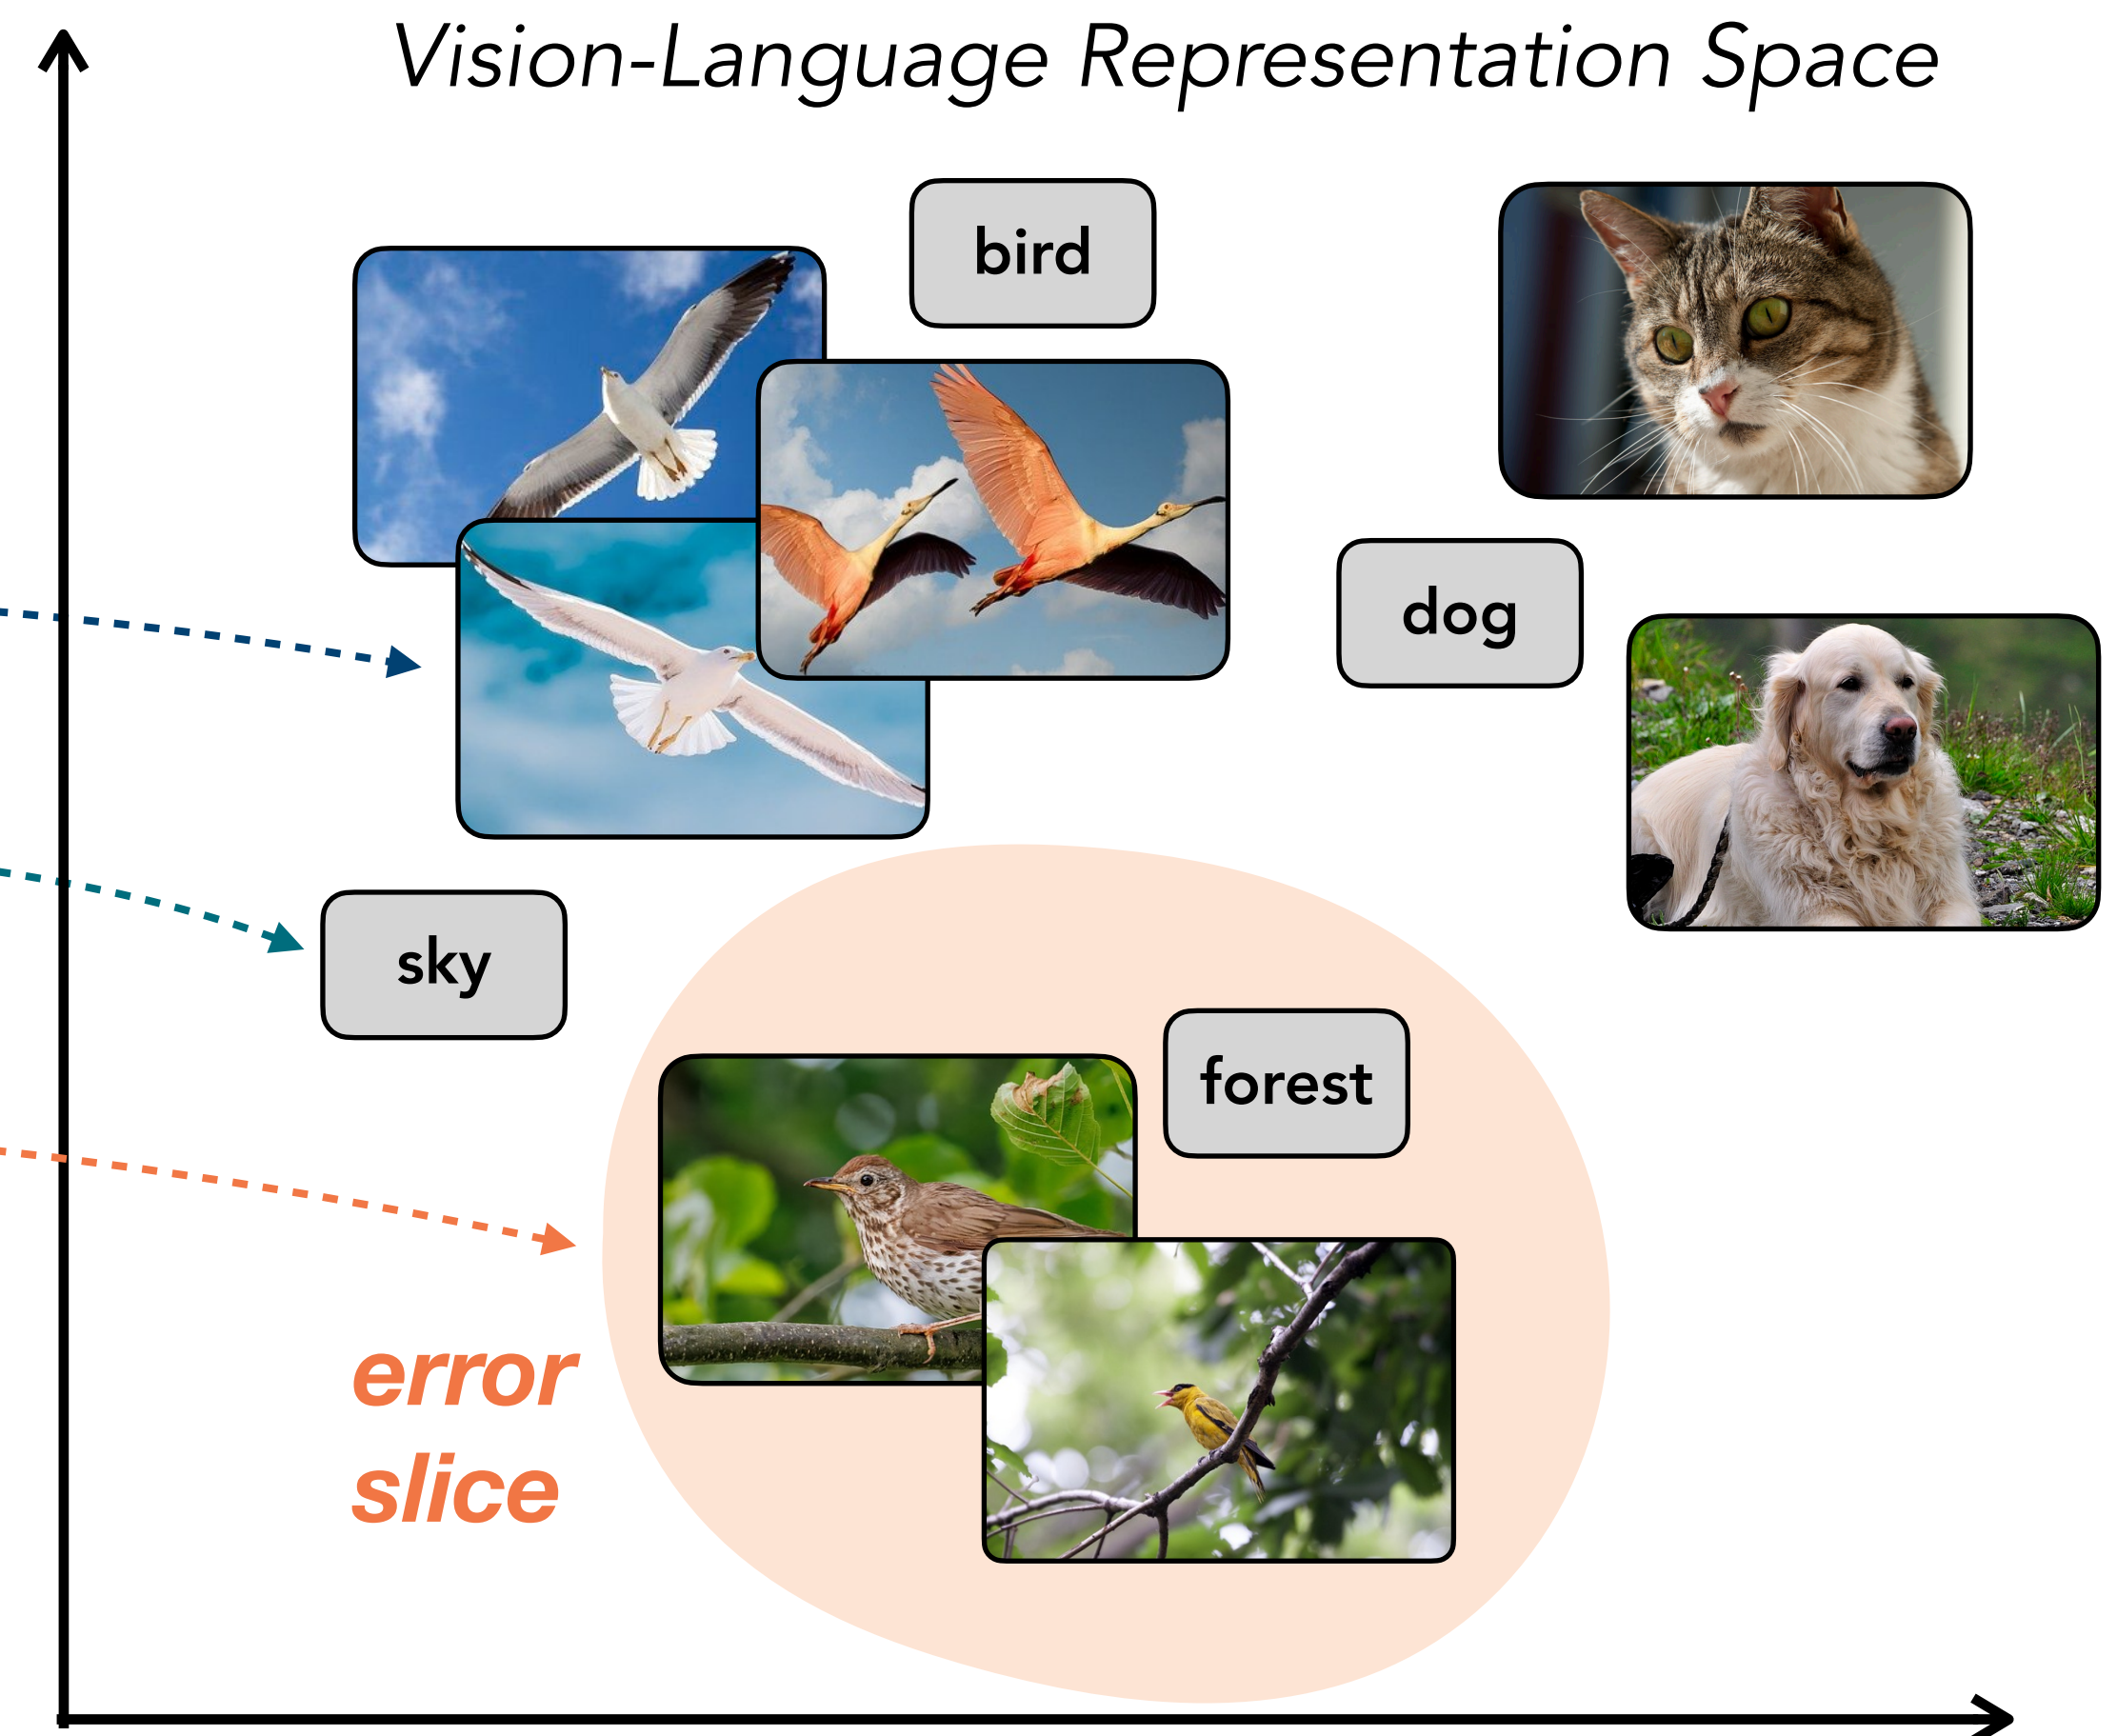 Vision-Language Representation Space
bird
dog
sky
forest
error
slice